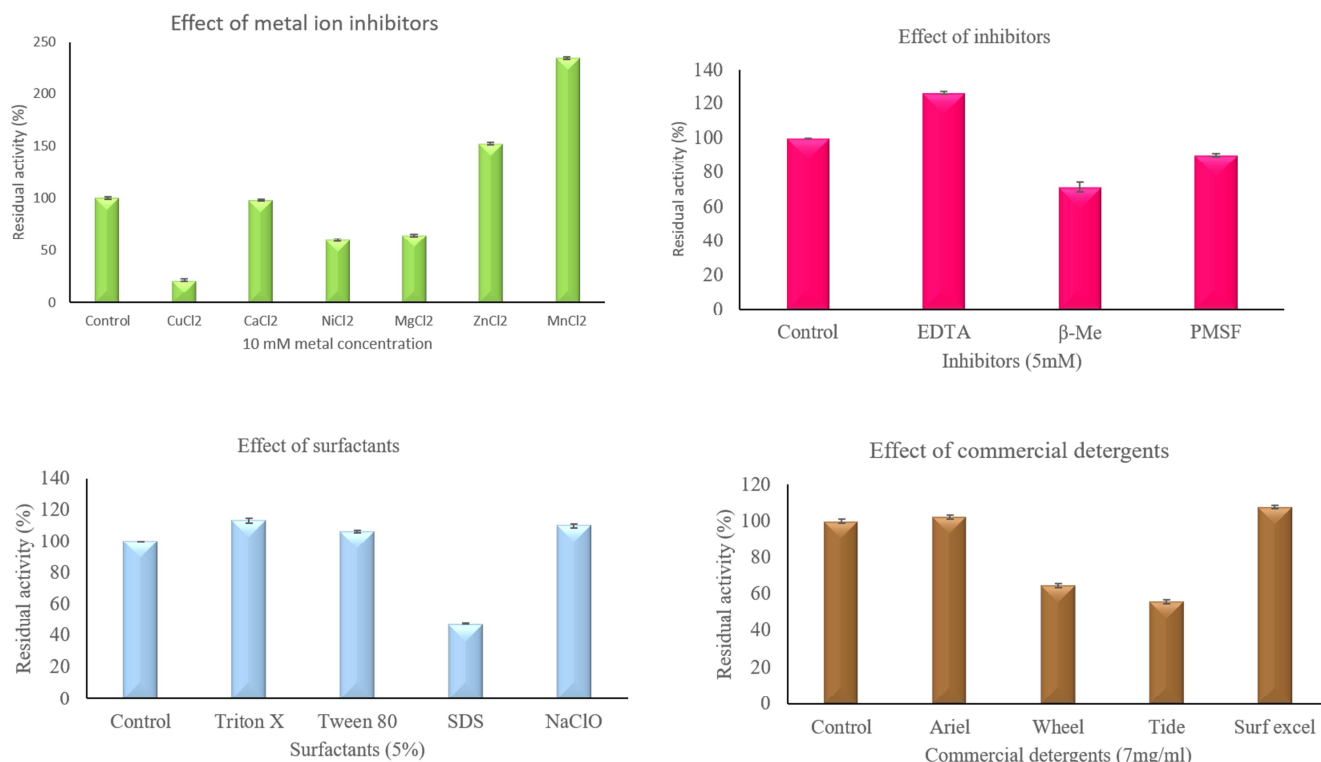 Effect of metal ion inhibitors
Residual activity (%)
250
200
150
100
50
0
Control CuCl2 CaCl2 NiCl2 MgCl2 ZnCl2 MnCl2
10 mM metal concentration
Effect of inhibitors
Residual activity (%)
140
120
100
80
60
40
20
0
Control EDTA β-Me PMSF
Inhibitors (5mM)
Effect of surfactants
Residual activity (%)
140
120
100
80
60
40
20
0
Control Triton X Tween 80 SDS NaClO
Surfactants (5%)
Effect of commercial detergents
Residual activity (%)
120
100
80
60
40
20
0
Control Ariel Wheel Tide Surf excel
Commercial detergents (7mg/ml)